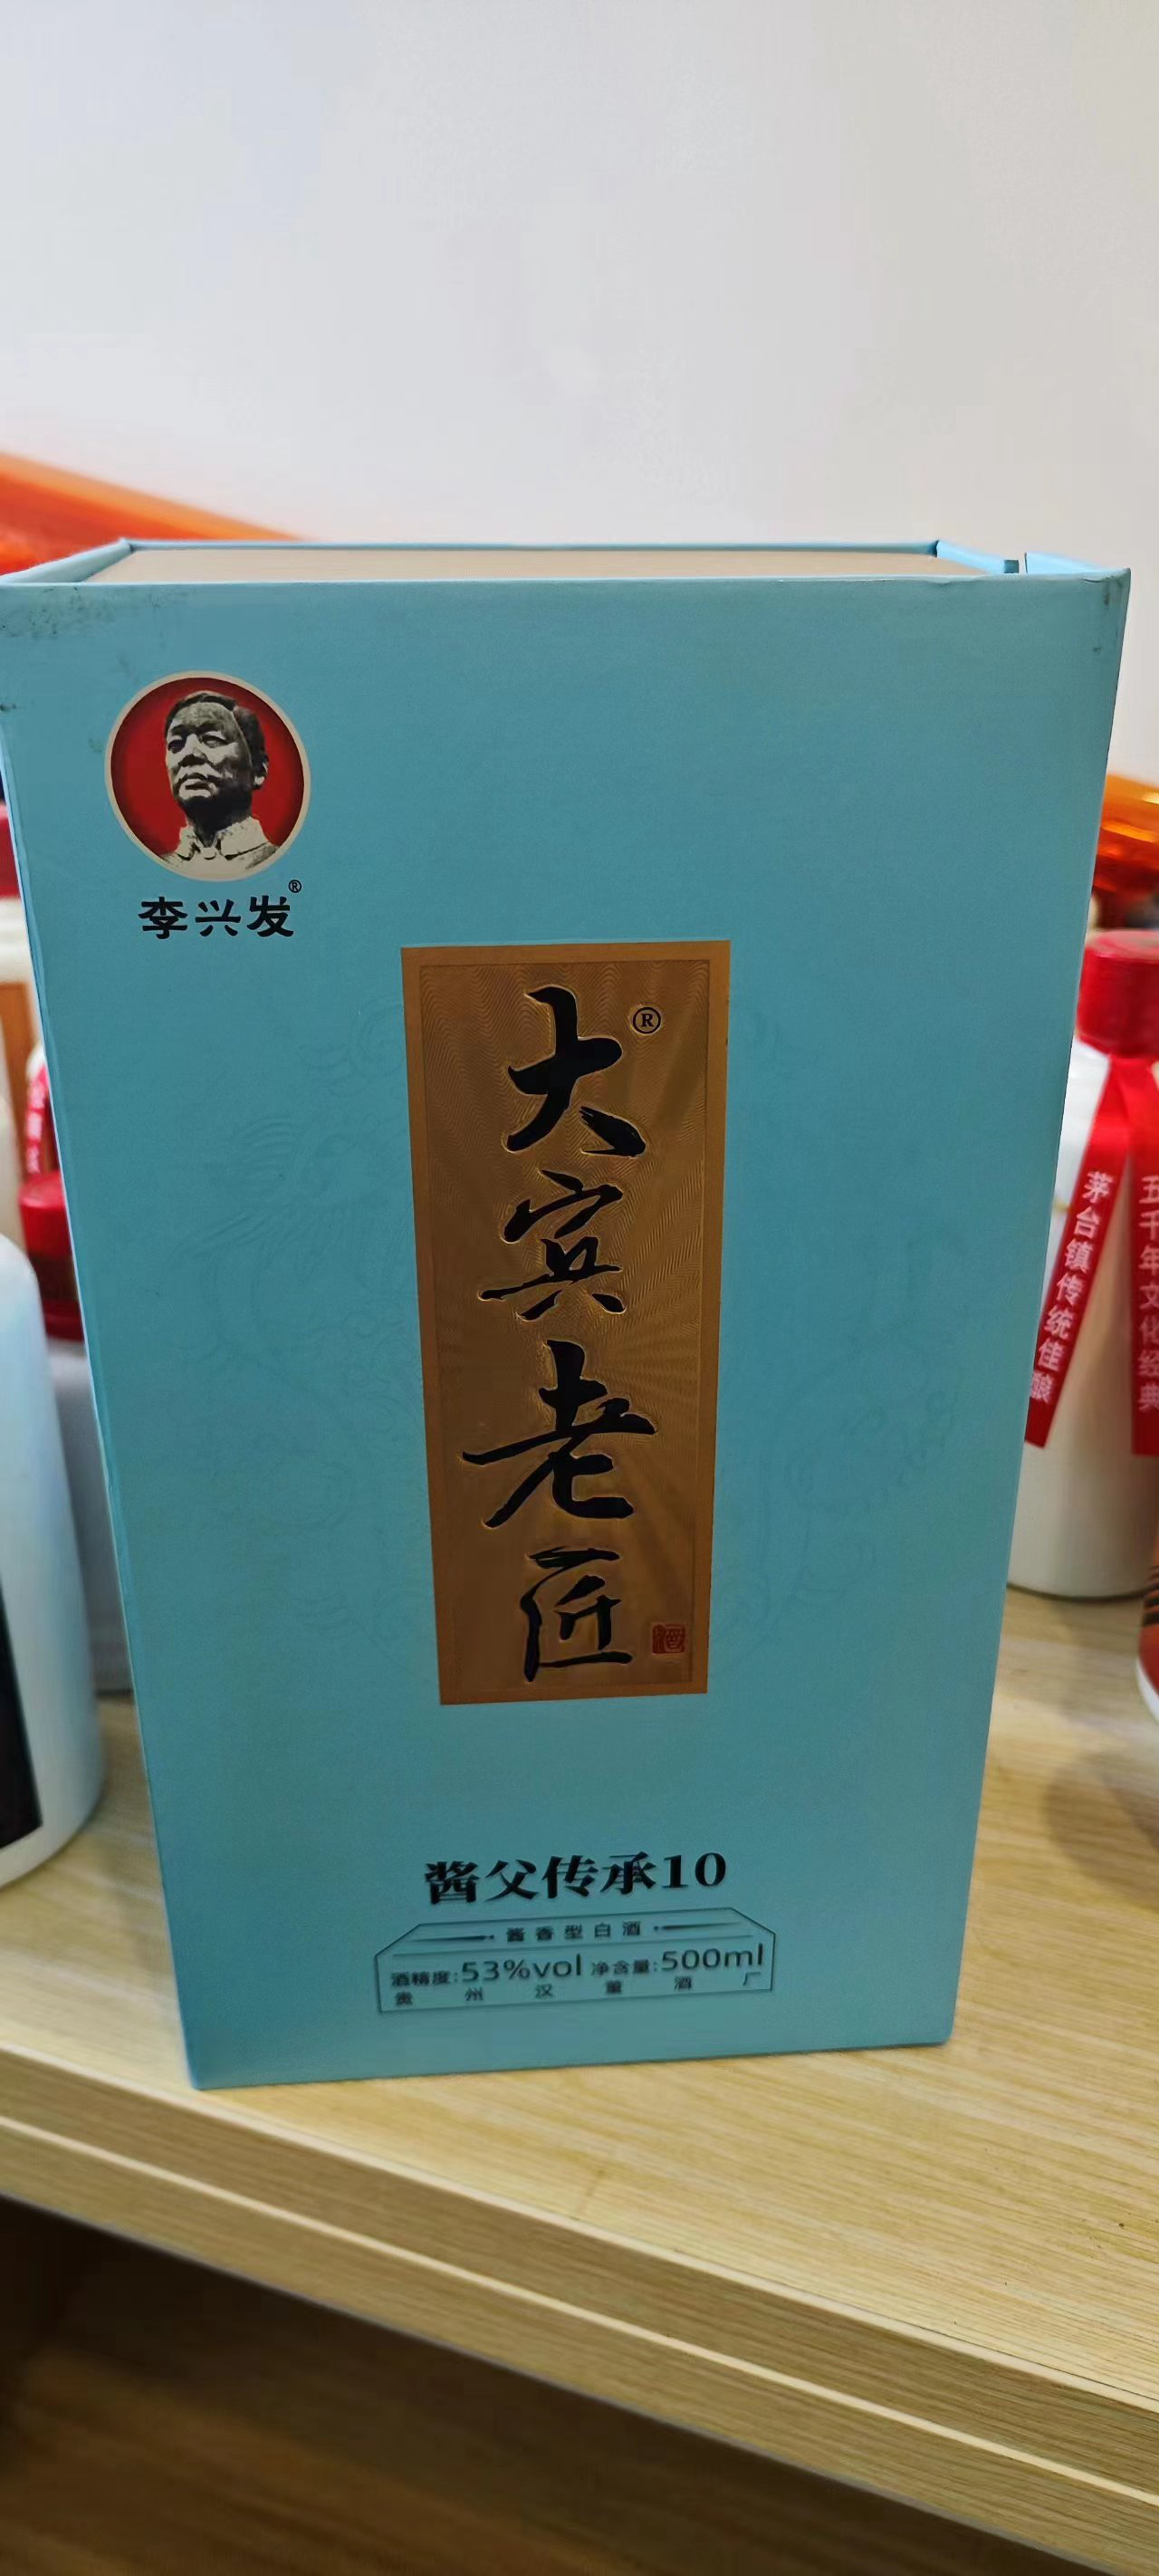 李兴发®
大宾老匠®
酒
酱父传承10
酱香型白酒
酒精度:53%vol 净含量:500ml
贵州汉董酒厂
茅台镇传统佳酿
五千年文化经典